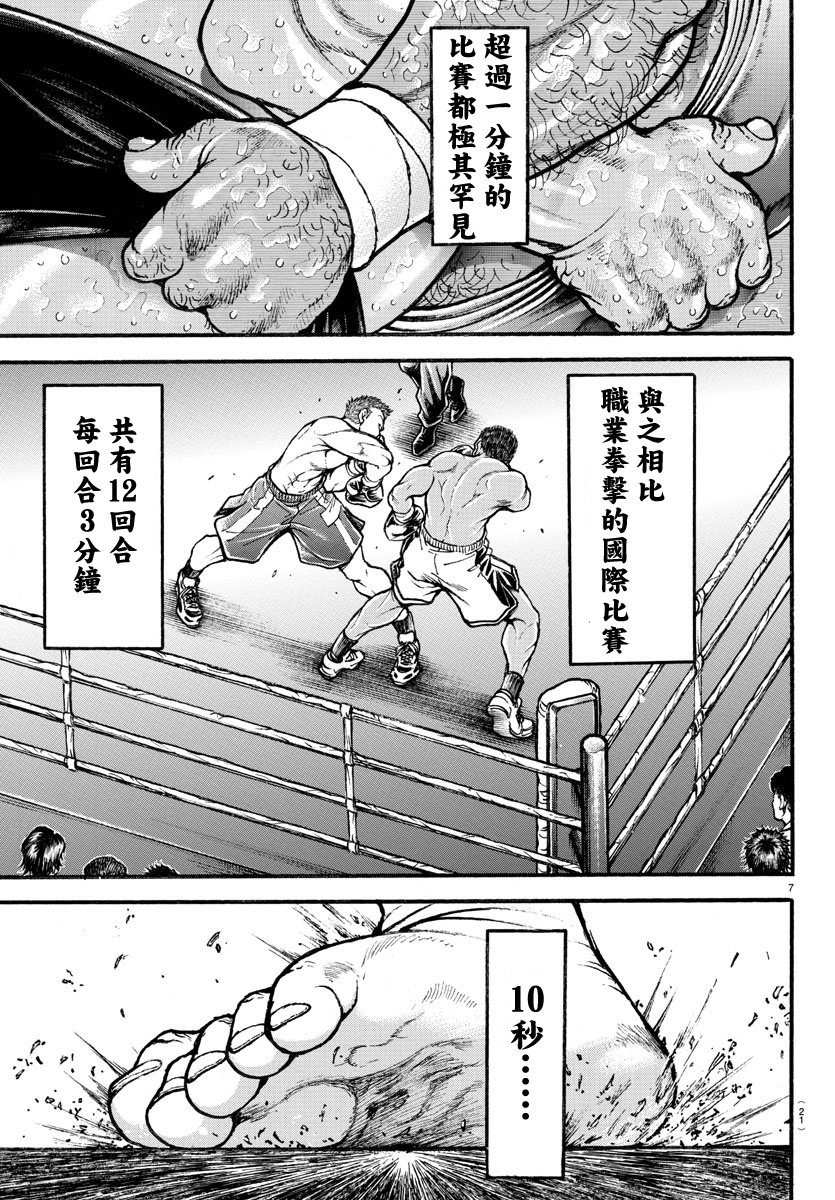 超過一分鐘的
比賽都極其罕見
與之相比
職業拳擊的國際比賽
共有12回合
每回合3分鐘
7
10秒……
(21)